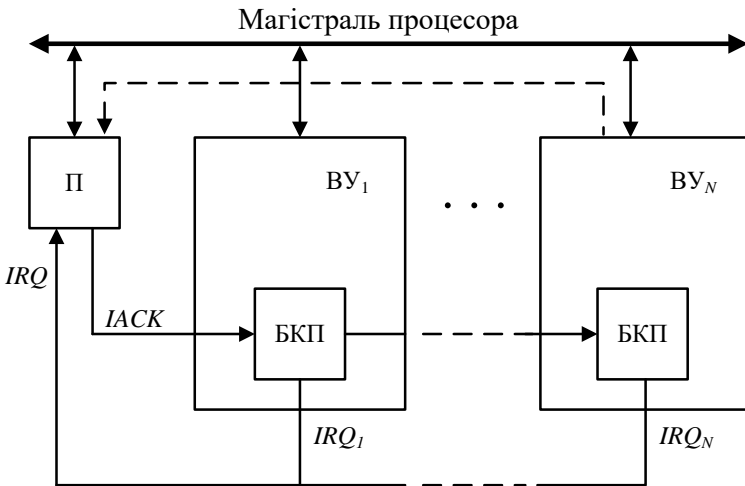 Магістраль процесора
П
ВУ1
. . .
ВУN
IRQ
IACK
БКП
БКП
IRQ1
IRQN